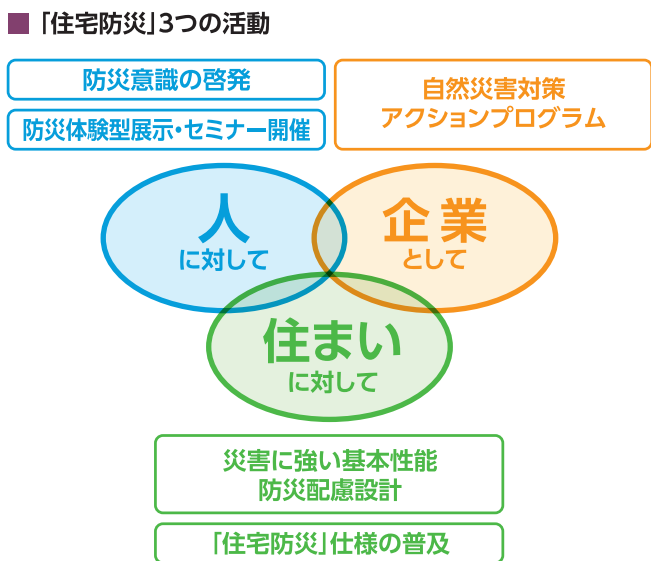 「住宅防災」3つの活動
防災意識の啓発
防災体験型展示・セミナー開催
自然災害対策
アクションプログラム
人
に対して
企業
として
住まい
に対して
災害に強い基本性能
防災配慮設計
「住宅防災」仕様の普及